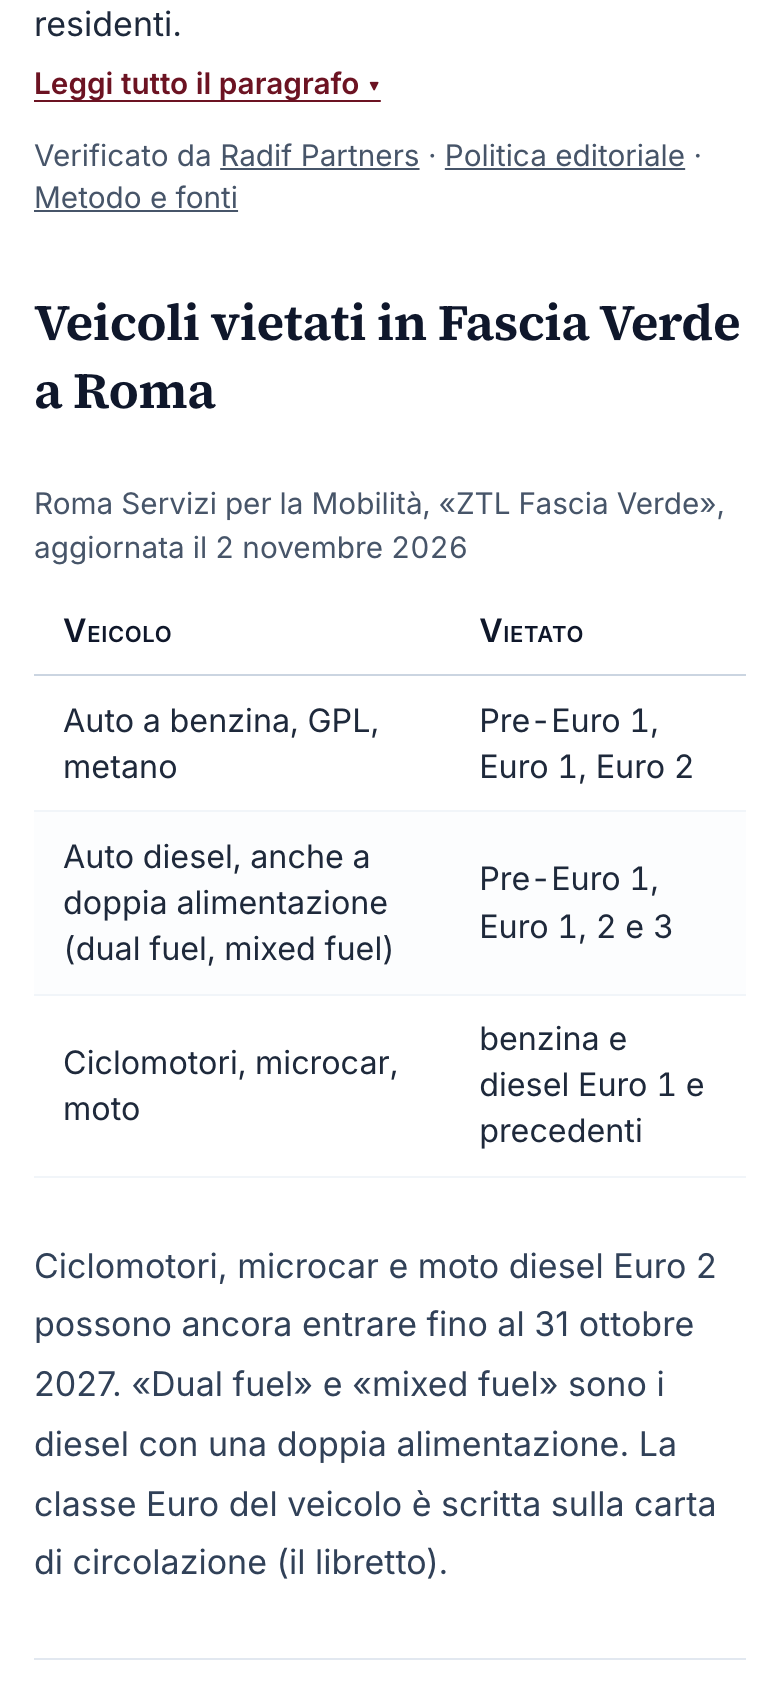 residenti.
Leggi tutto il paragrafo ▾
Verificato da Radif Partners · Politica editoriale ·
Metodo e fonti
Veicoli vietati in Fascia Verde
a Roma
Roma Servizi per la Mobilità, «ZTL Fascia Verde»,
aggiornata il 2 novembre 2026
Veicolo Vietato
Auto a benzina, GPL,
metano
Pre-Euro 1,
Euro 1, Euro 2
Auto diesel, anche a
doppia alimentazione
(dual fuel, mixed fuel)
Pre-Euro 1,
Euro 1, 2 e 3
Ciclomotori, microcar,
moto
benzina e
diesel Euro 1 e
precedenti
Ciclomotori, microcar e moto diesel Euro 2
possono ancora entrare fino al 31 ottobre
2027. «Dual fuel» e «mixed fuel» sono i
diesel con una doppia alimentazione. La
classe Euro del veicolo è scritta sulla carta
di circolazione (il libretto).